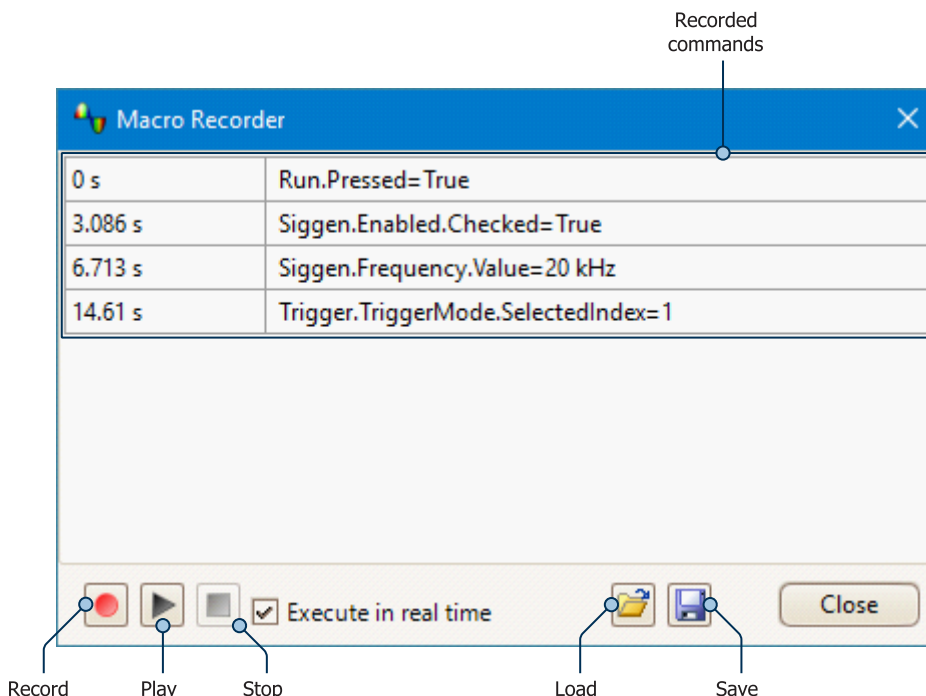 Recorded
commands
Macro Recorder
0 s Run.Pressed=True
3.086 s Siggen.Enabled.Checked=True
6.713 s Siggen.Frequency.Value=20 kHz
14.61 s Trigger.TriggerMode.SelectedIndex=1
Execute in real time
Close
Record Play Stop Load Save